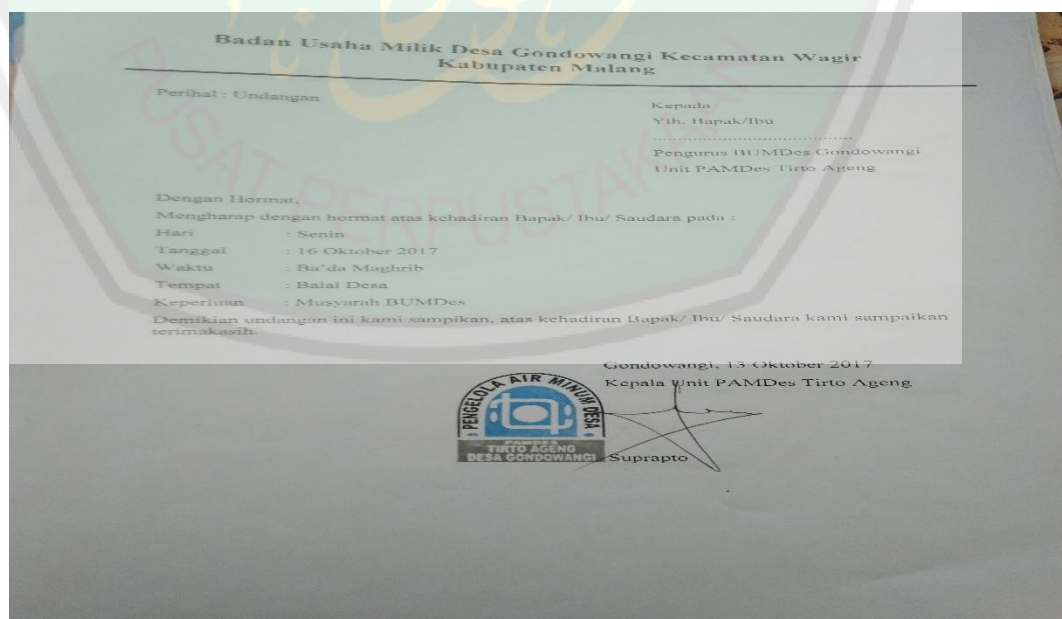 Badan Usaha Milik Desa Gondowangi Kecamatan Wagir
Kabupaten Malang
Perihal : Undangan
Kepada
Yth. Bapak/Ibu
........................................
Pengurus BUMDes Gondowangi
Unit PAMDes Tirto Ageng
Dengan Hormat,
Mengharap dengan hormat atas kehadiran Bapak/ Ibu/ Saudara pada :
Hari : Senin
Tanggal : 16 Oktober 2017
Waktu : Ba'da Maghrib
Tempat : Balai Desa
Keperluan : Musyarah BUMDes
Demikian undangan ini kami sampikan, atas kehadiran Bapak/ Ibu/ Saudara kami sampaikan
terimakasih.
Gondowangi, 13 Oktober 2017
Kepala Unit PAMDes Tirto Ageng
PENGELOLA AIR MINUM DESA
PAMDES
TIRTO AGENG
DESA GONDOWANGI
Suprapto
PUSAT PERPUSTAKAAN